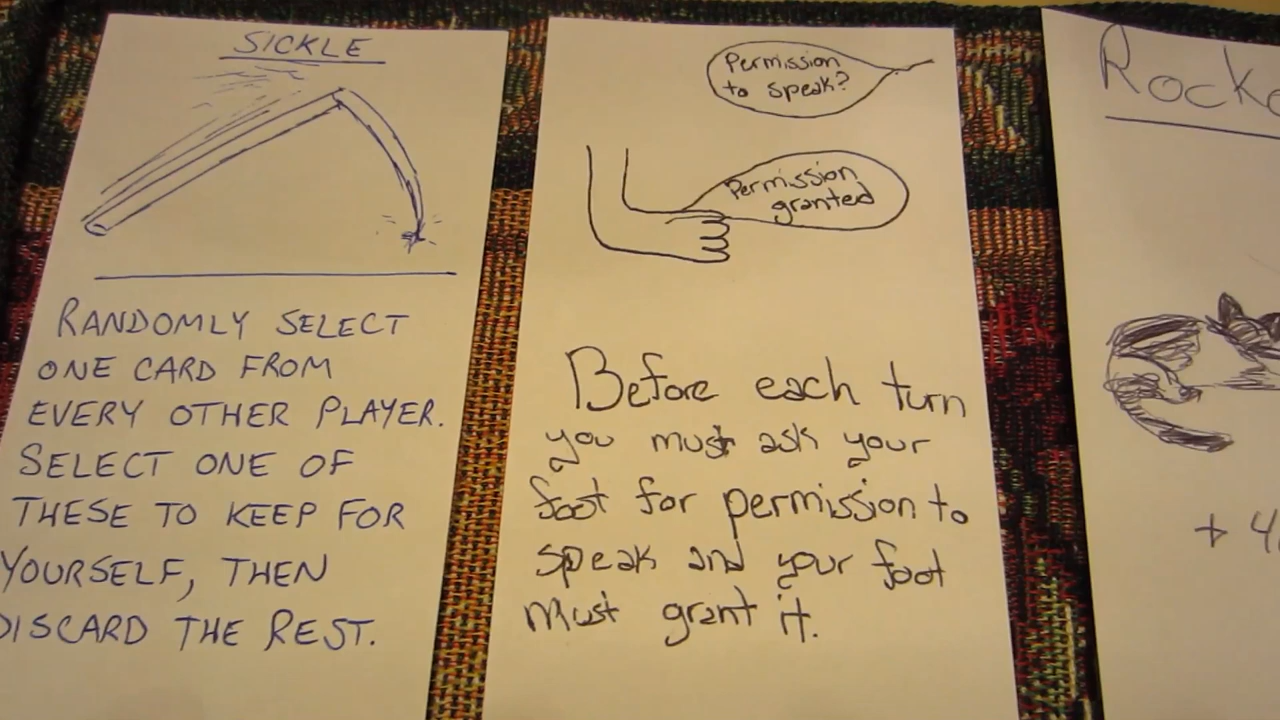 SICKLE
RANDOMLY SELECT
ONE CARD FROM
EVERY OTHER PLAYER.
SELECT ONE OF
THESE TO KEEP FOR
YOURSELF, THEN
DISCARD THE REST.
Permission
to speak?
Permission
granted
Before each turn
you must ask your
foot for permission to
speak and your foot
must grant it.
Rocke
+ 4